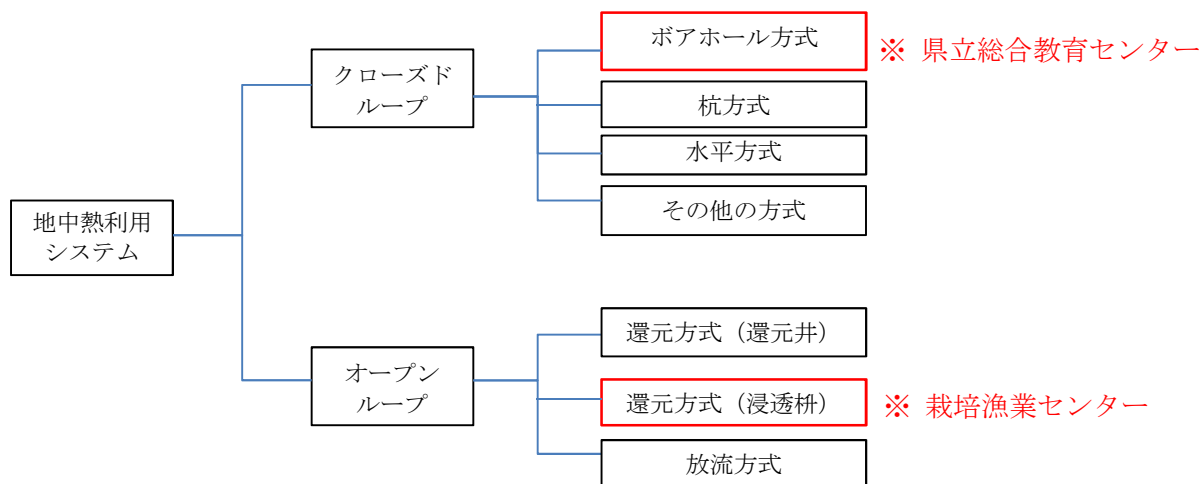 ボアホール方式
※ 県立総合教育センター
クローズド
ループ
杭方式
水平方式
その他の方式
地中熱利用
システム
還元方式（還元井）
オープン
ループ
還元方式（浸透枡）
※ 栽培漁業センター
放流方式